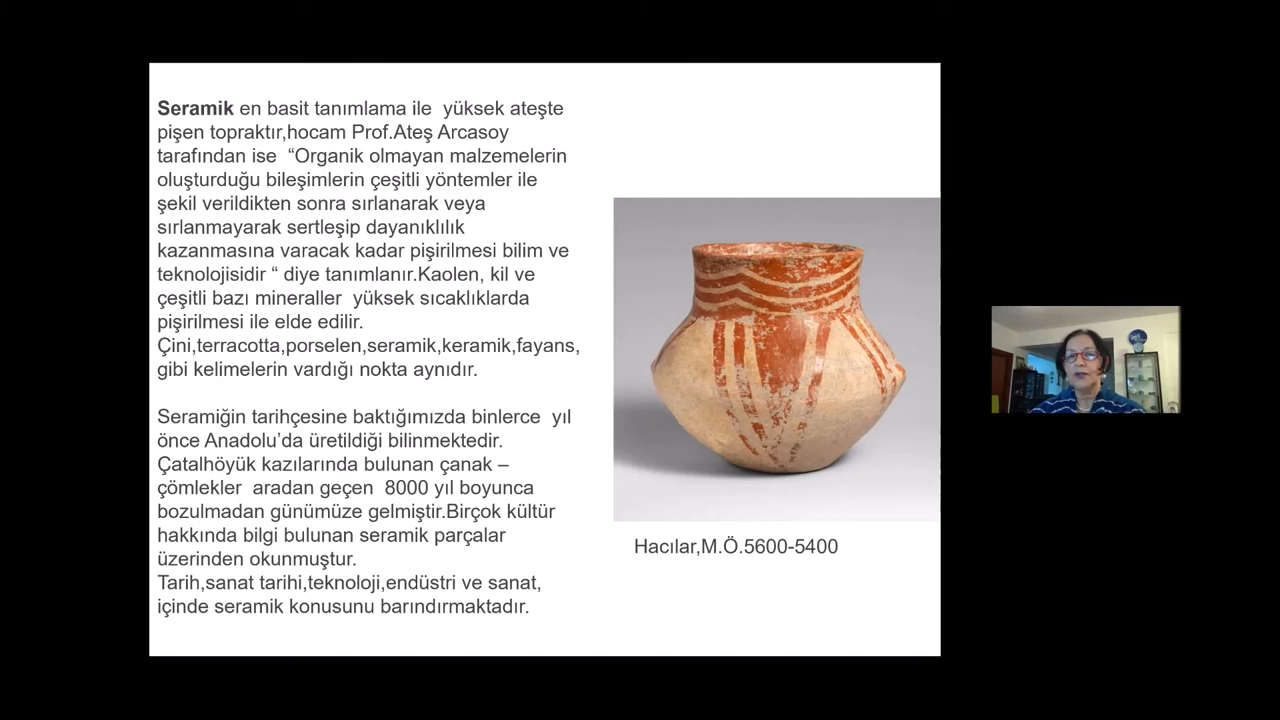 Seramik en basit tanımlama ile yüksek ateşte
pişen topraktır,hocam Prof.Ateş Arcasoy
tarafından ise “Organik olmayan malzemelerin
oluşturduğu bileşimlerin çeşitli yöntemler ile
şekil verildikten sonra sırlanarak veya
sırlanmayarak sertleşip dayanıklılık
kazanmasına varacak kadar pişirilmesi bilim ve
teknolojisidir “ diye tanımlanır.Kaolen, kil ve
çeşitli bazı mineraller yüksek sıcaklıklarda
pişirilmesi ile elde edilir.
Çini,terracotta,porselen,seramik,keramik,fayans,
gibi kelimelerin vardığı nokta aynıdır.
Seramiğin tarihçesine baktığımızda binlerce yıl
önce Anadolu’da üretildiği bilinmektedir.
Çatalhöyük kazılarında bulunan çanak –
çömlekler aradan geçen 8000 yıl boyunca
bozulmadan günümüze gelmiştir.Birçok kültür
hakkında bilgi bulunan seramik parçalar
üzerinden okunmuştur.
Tarih,sanat tarihi,teknoloji,endüstri ve sanat,
içinde seramik konusunu barındırmaktadır.
Hacılar,M.Ö.5600-5400